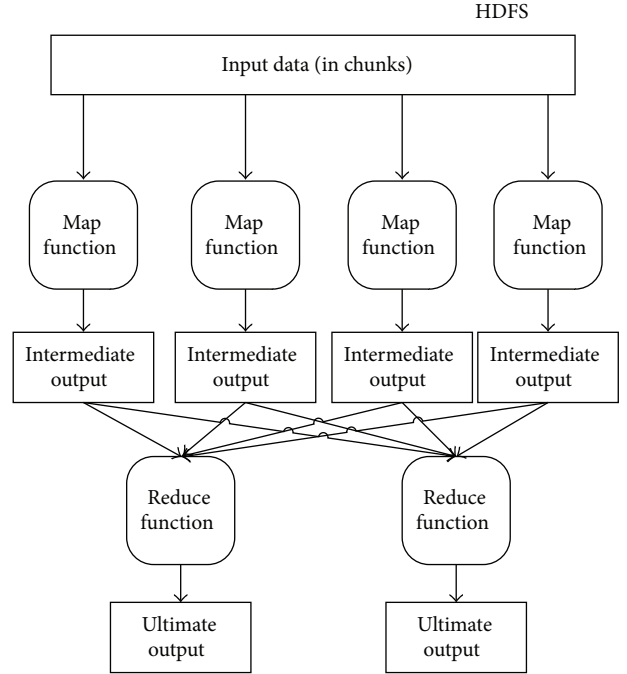 HDFS
Input data (in chunks)
Map
function
Map
function
Map
function
Map
function
Intermediate
output
Intermediate
output
Intermediate
output
Intermediate
output
Reduce
function
Reduce
function
Ultimate
output
Ultimate
output